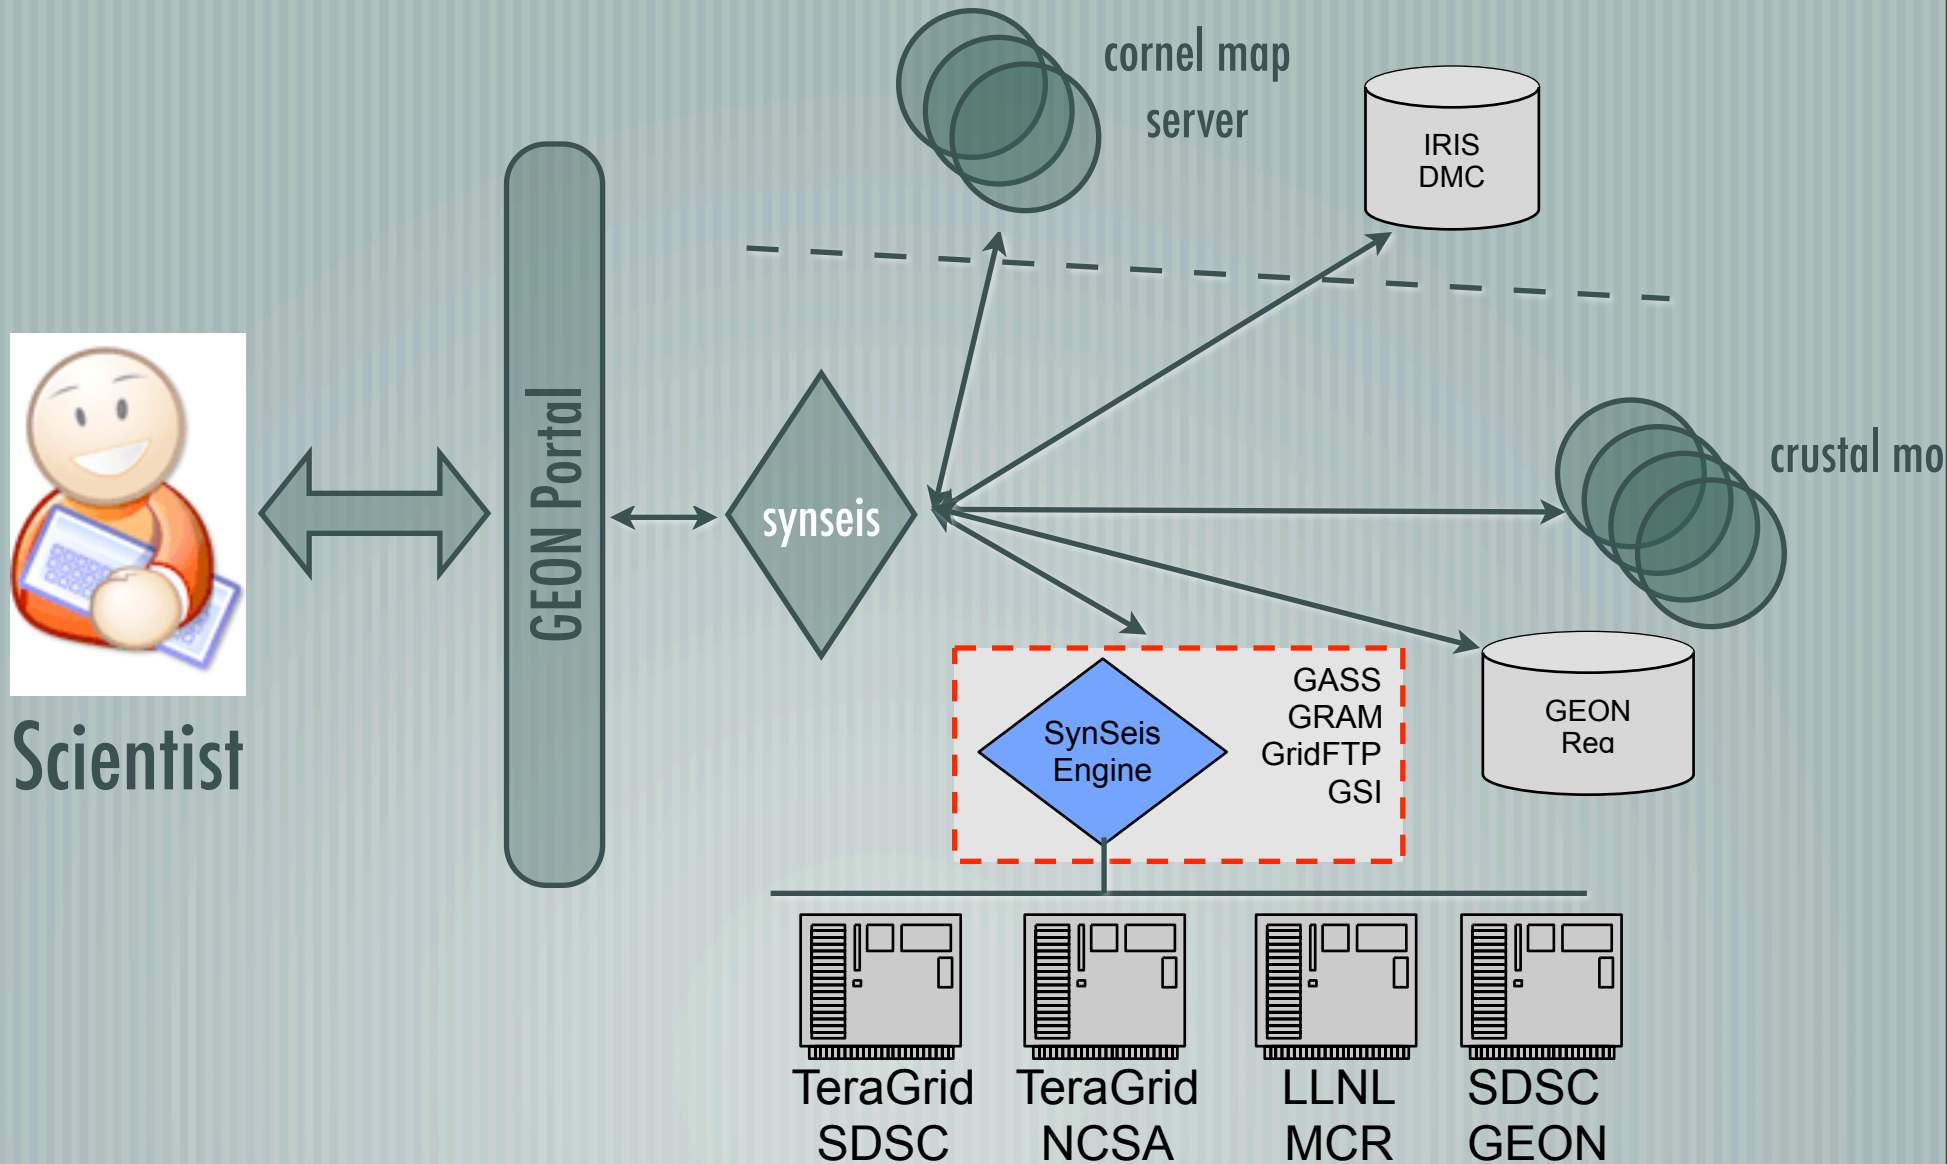 cornel map
server
IRIS
DMC
GEON Portal
synseis
crustal mo
Scientist
SynSeis
Engine
GASS
GRAM
GridFTP
GSI
GEON
Reg
TeraGrid
SDSC
TeraGrid
NCSA
LLNL
MCR
SDSC
GEON